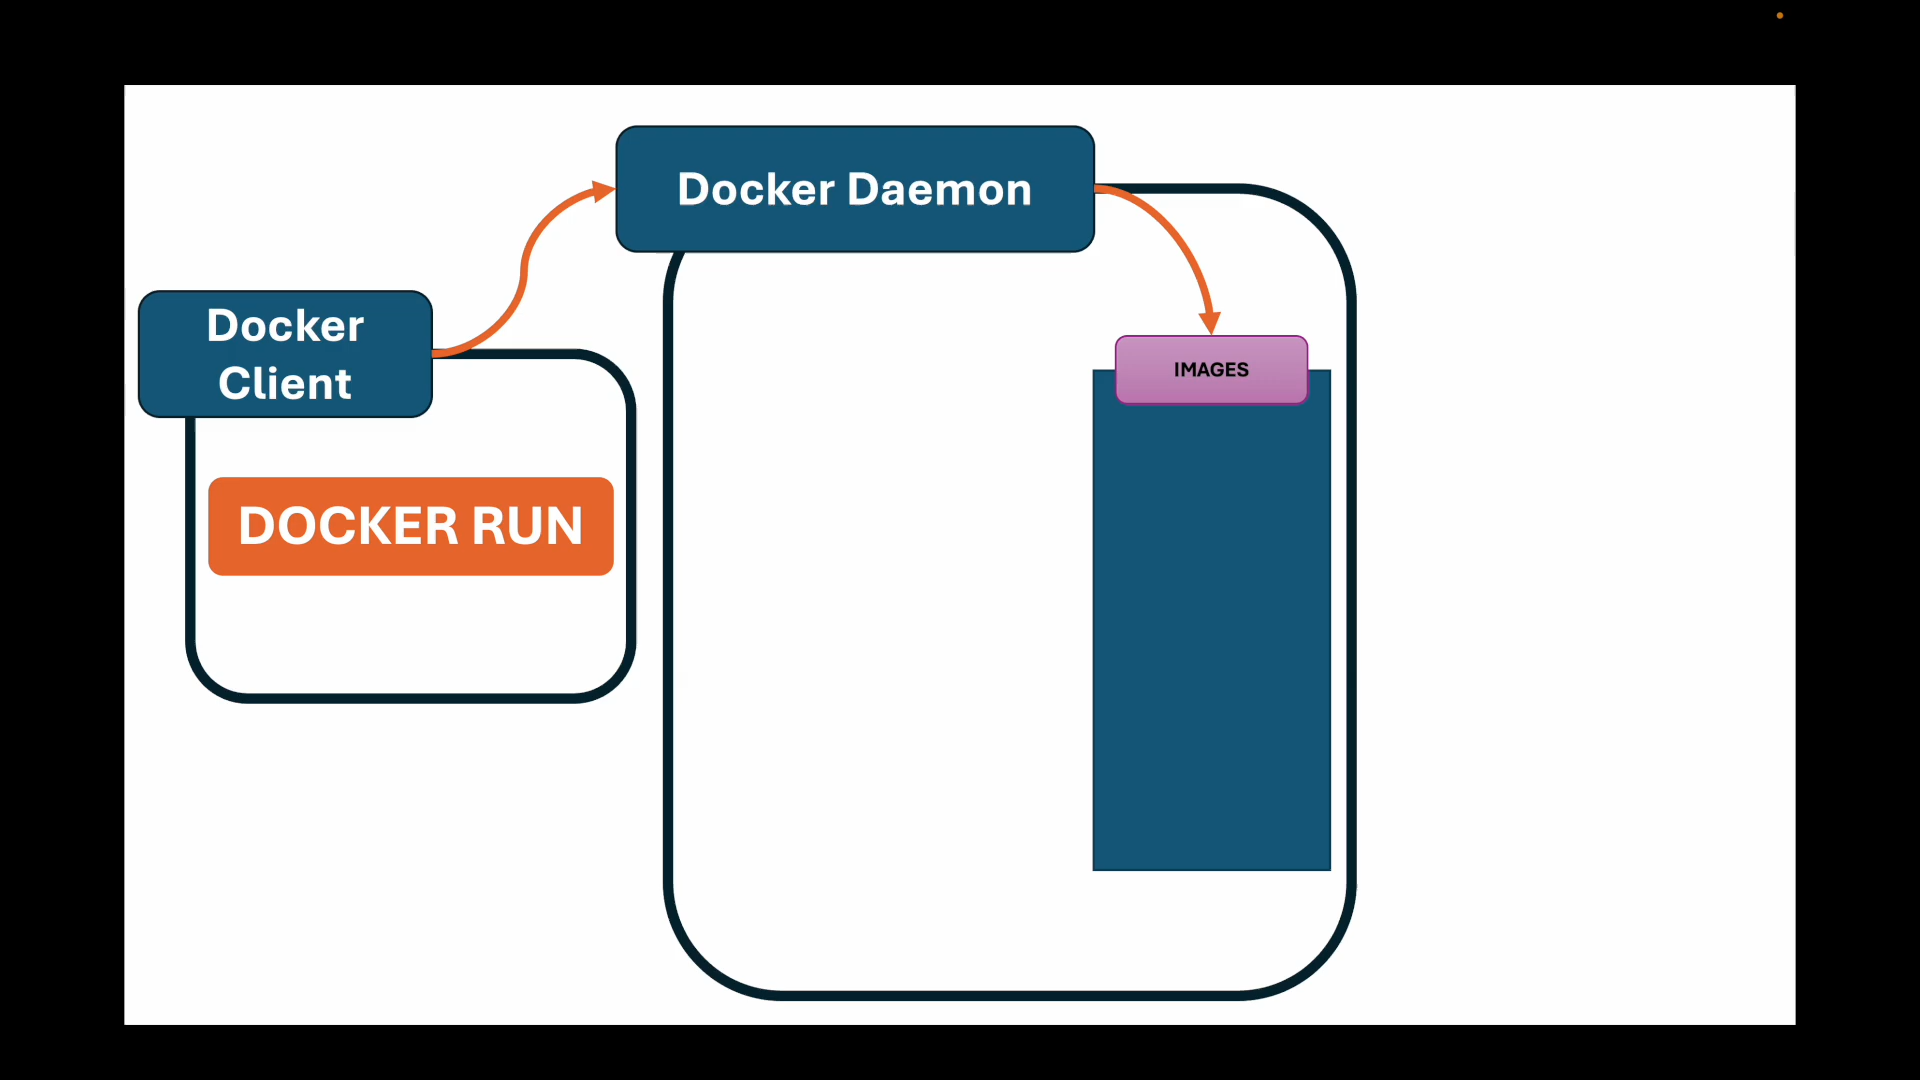 Docker Daemon
Docker
Client
IMAGES
DOCKER RUN